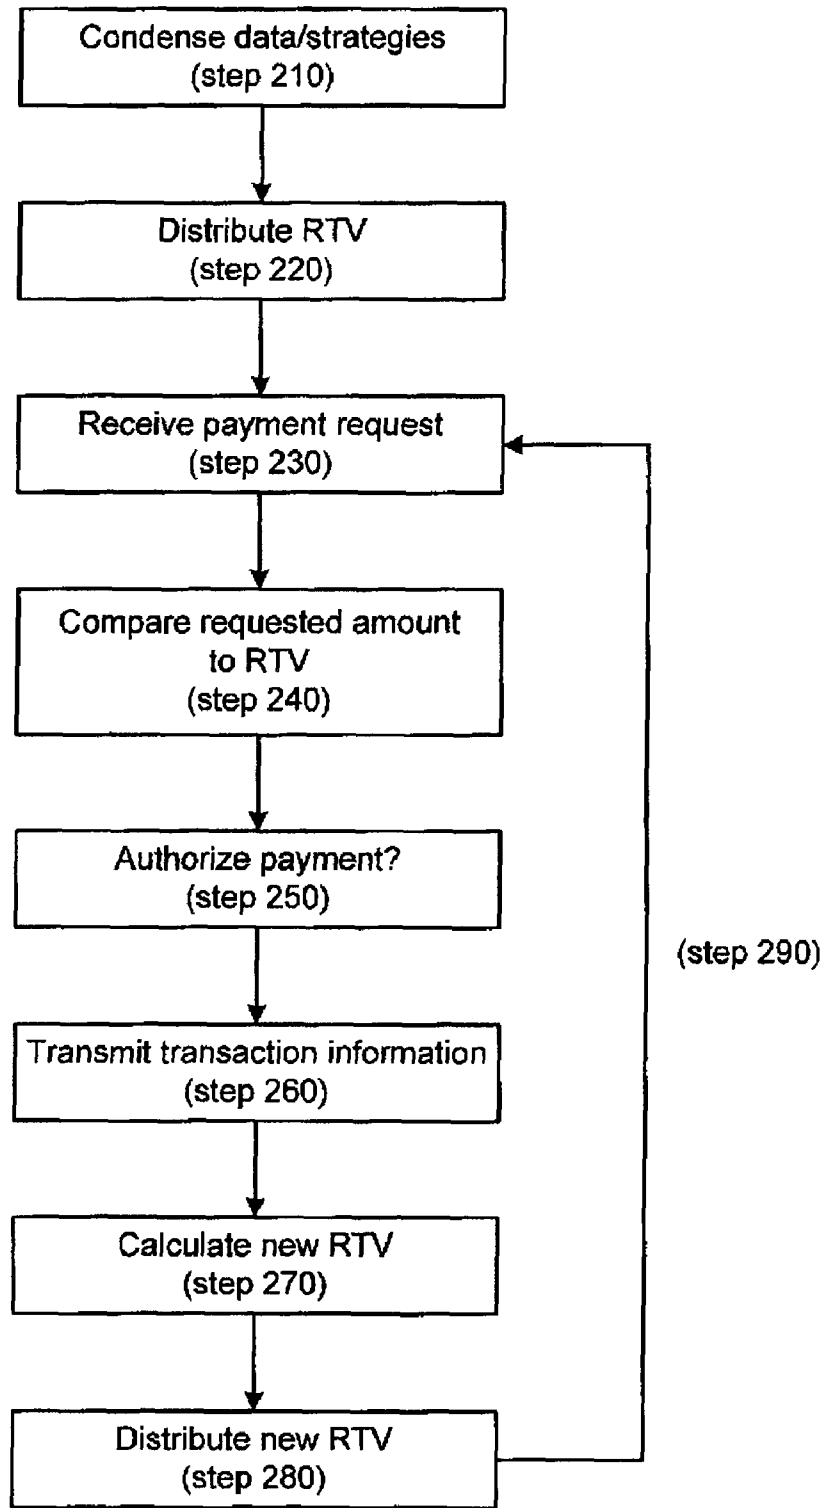 Condense data/strategies
(step 210)
Distribute RTV
(step 220)
Receive payment request
(step 230)
Compare requested amount
to RTV
(step 240)
Authorize payment?
(step 250)
(step 290)
Transmit transaction information
(step 260)
Calculate new RTV
(step 270)
Distribute new RTV
(step 280)